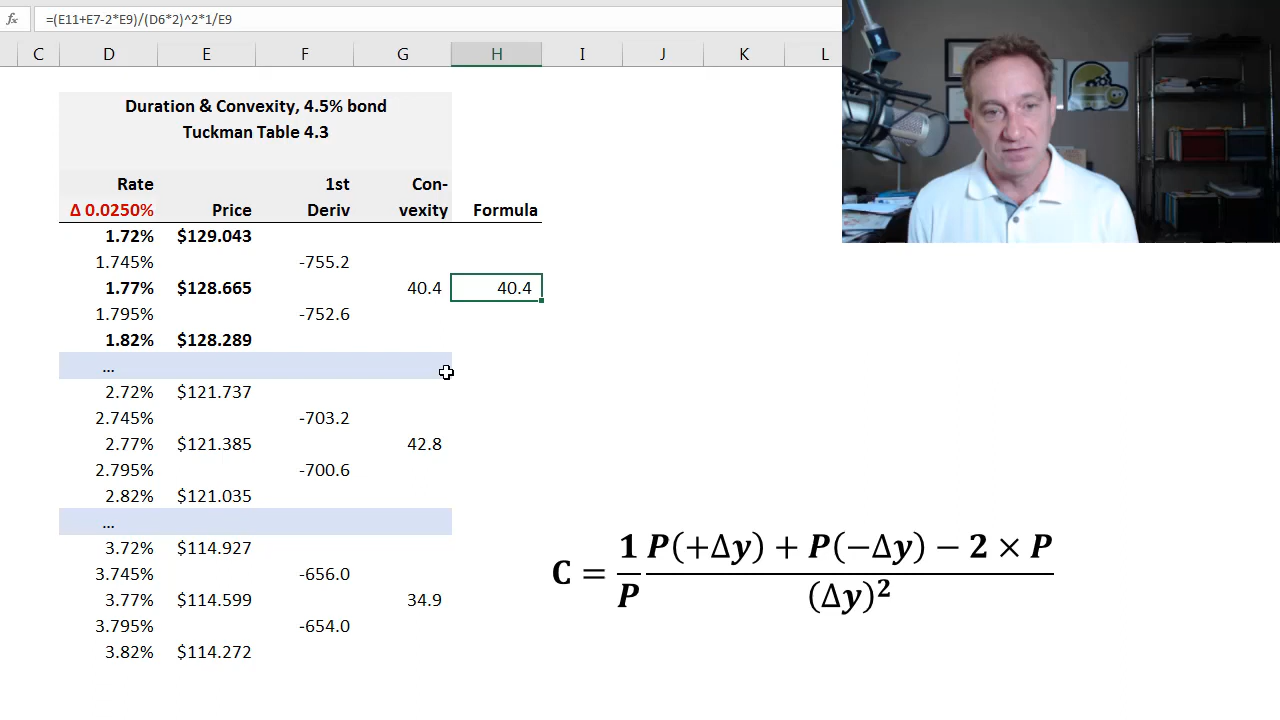 fx =(E11+E7-2*E9)/(D6*2)^2*1/E9
C D E F G H I J K L
Duration & Convexity, 4.5% bond
Tuckman Table 4.3
Rate 1st Con-
Δ 0.0250% Price Deriv vexity Formula
1.72% $129.043
1.745% -755.2
1.77% $128.665 40.4 40.4
1.795% -752.6
1.82% $128.289
...
2.72% $121.737
2.745% -703.2
2.77% $121.385 42.8
2.795% -700.6
2.82% $121.035
...
3.72% $114.927
3.745% -656.0
3.77% $114.599 34.9
3.795% -654.0
3.82% $114.272
C = 1/P P(+Δy) + P(−Δy) − 2 × P / (Δy)²